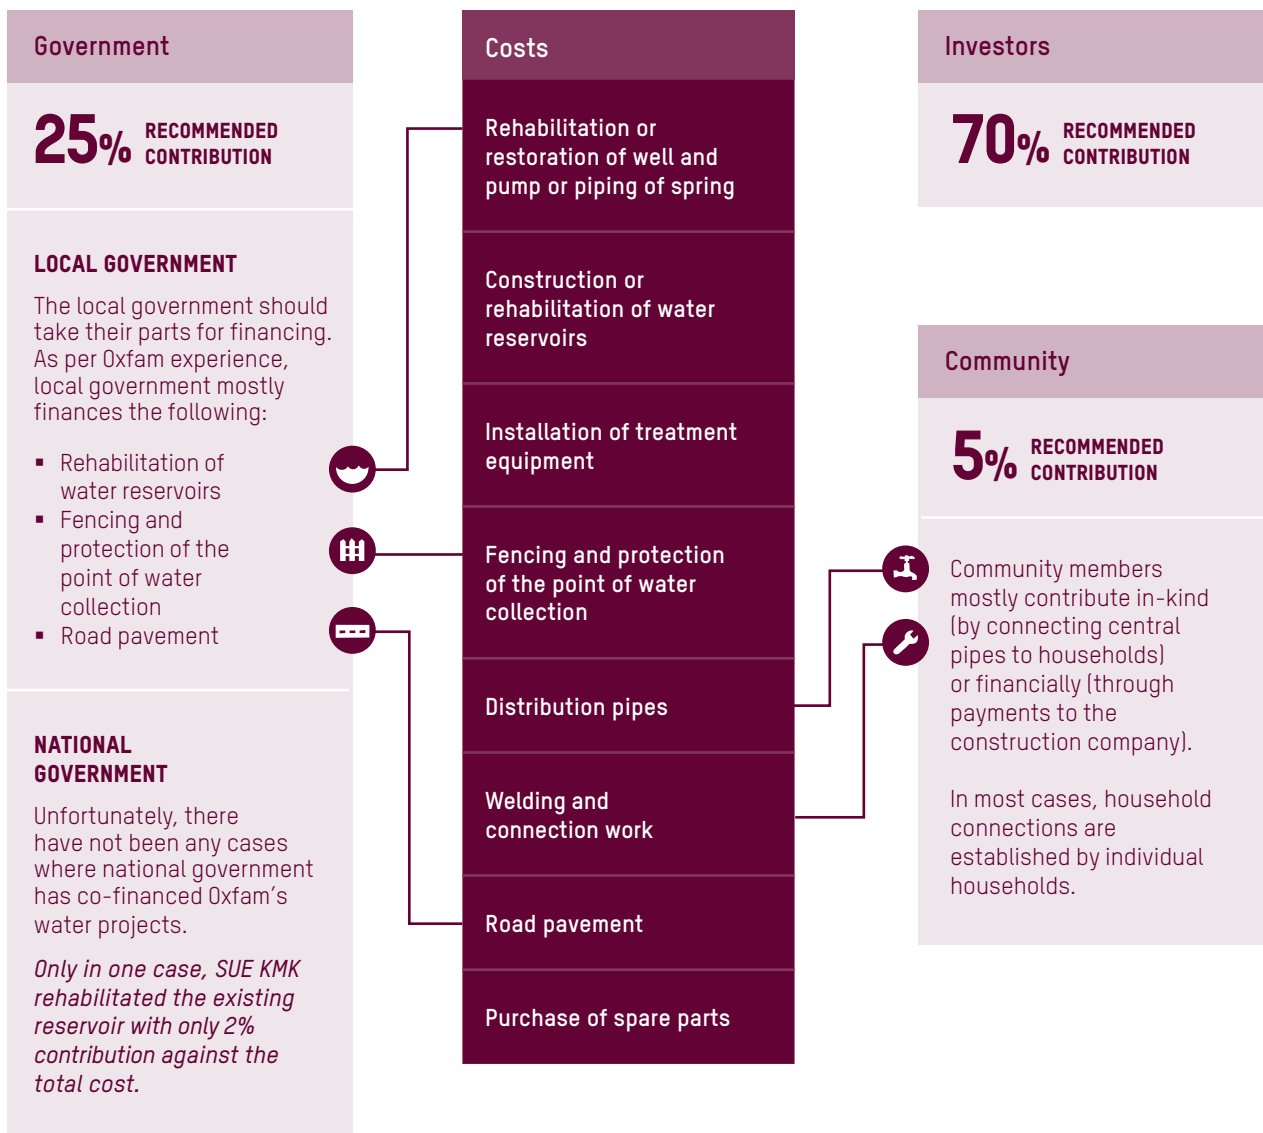 Government
25% RECOMMENDED
CONTRIBUTION
LOCAL GOVERNMENT
The local government should
take their parts for financing.
As per Oxfam experience,
local government mostly
finances the following:
▪ Rehabilitation of
water reservoirs
▪ Fencing and
protection of the
point of water
collection
▪ Road pavement
NATIONAL
GOVERNMENT
Unfortunately, there
have not been any cases
where national government
has co-financed Oxfam's
water projects.
Only in one case, SUE KMK
rehabilitated the existing
reservoir with only 2%
contribution against the
total cost.
Costs
Rehabilitation or
restoration of well and
pump or piping of spring
Construction or
rehabilitation of water
reservoirs
Installation of treatment
equipment
Fencing and protection
of the point of water
collection
Distribution pipes
Welding and
connection work
Road pavement
Purchase of spare parts
Investors
70% RECOMMENDED
CONTRIBUTION
Community
5% RECOMMENDED
CONTRIBUTION
Community members
mostly contribute in-kind
(by connecting central
pipes to households)
or financially (through
payments to the
construction company).
In most cases, household
connections are
established by individual
households.